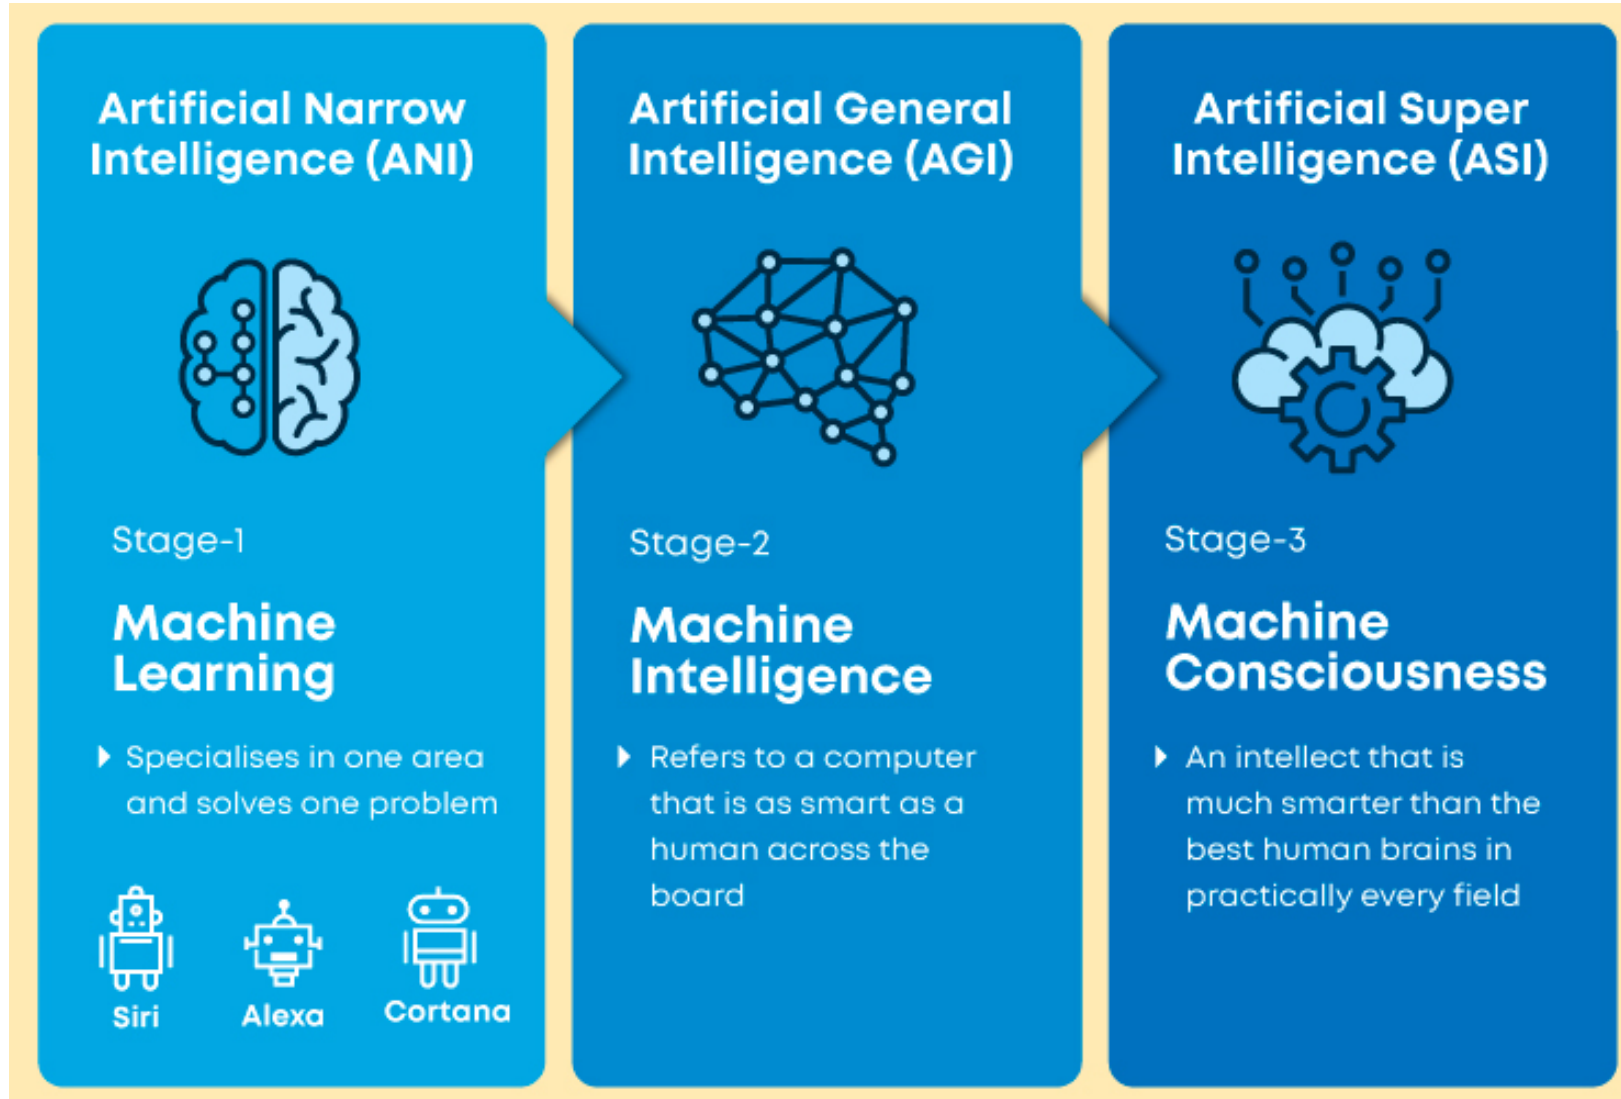 Artificial Narrow
Intelligence (ANI)
Stage-1
Machine
Learning
Specialises in one area
and solves one problem
Siri
Alexa
Cortana
Artificial General
Intelligence (AGI)
Stage-2
Machine
Intelligence
Refers to a computer
that is as smart as a
human across the
board
Artificial Super
Intelligence (ASI)
Stage-3
Machine
Consciousness
An intellect that is
much smarter than the
best human brains in
practically every field